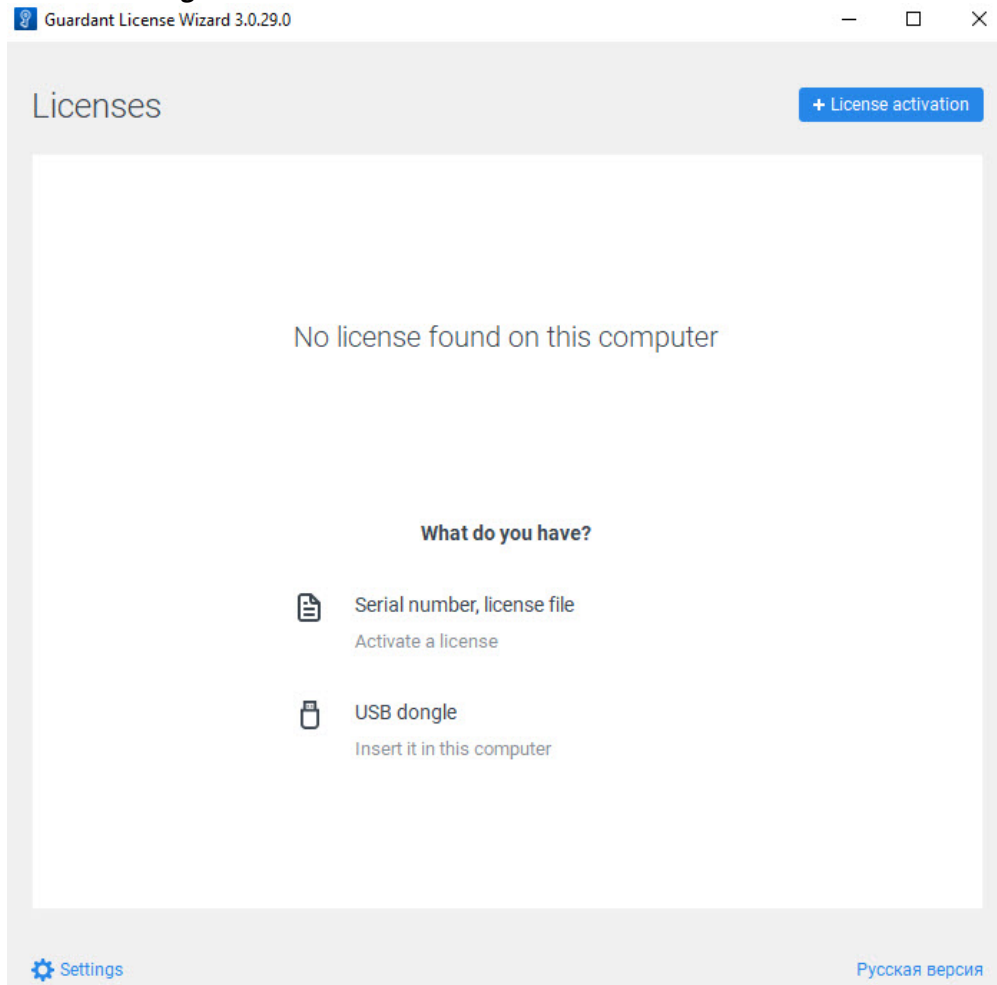 Guardant License Wizard 3.0.29.0
Licenses
+ License activation
No license found on this computer
What do you have?
Serial number, license file
Activate a license
USB dongle
Insert it in this computer
Settings
Русская версия